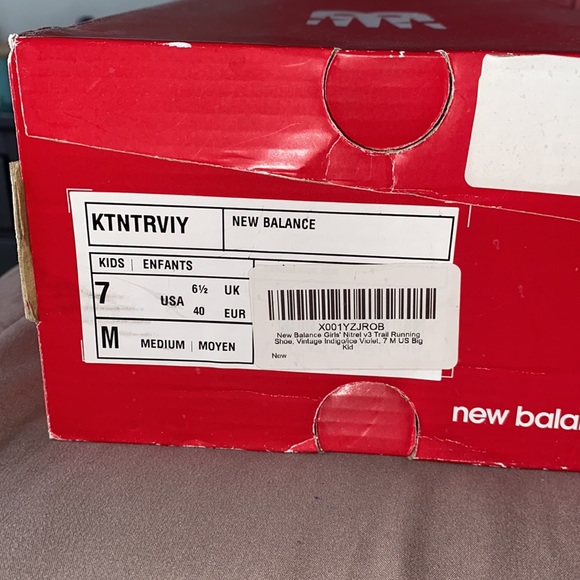 KTNTRVIY
NEW BALANCE
KIDS | ENFANTS
7 USA 6½ UK
40 EUR
M MEDIUM | MOYEN
X001YZJROB
New Balance Girls' Nitrel v3 Trail Running
Shoe, Vintage Indigo/Ice Violet, 7 M US Big
Kid
New
new bala